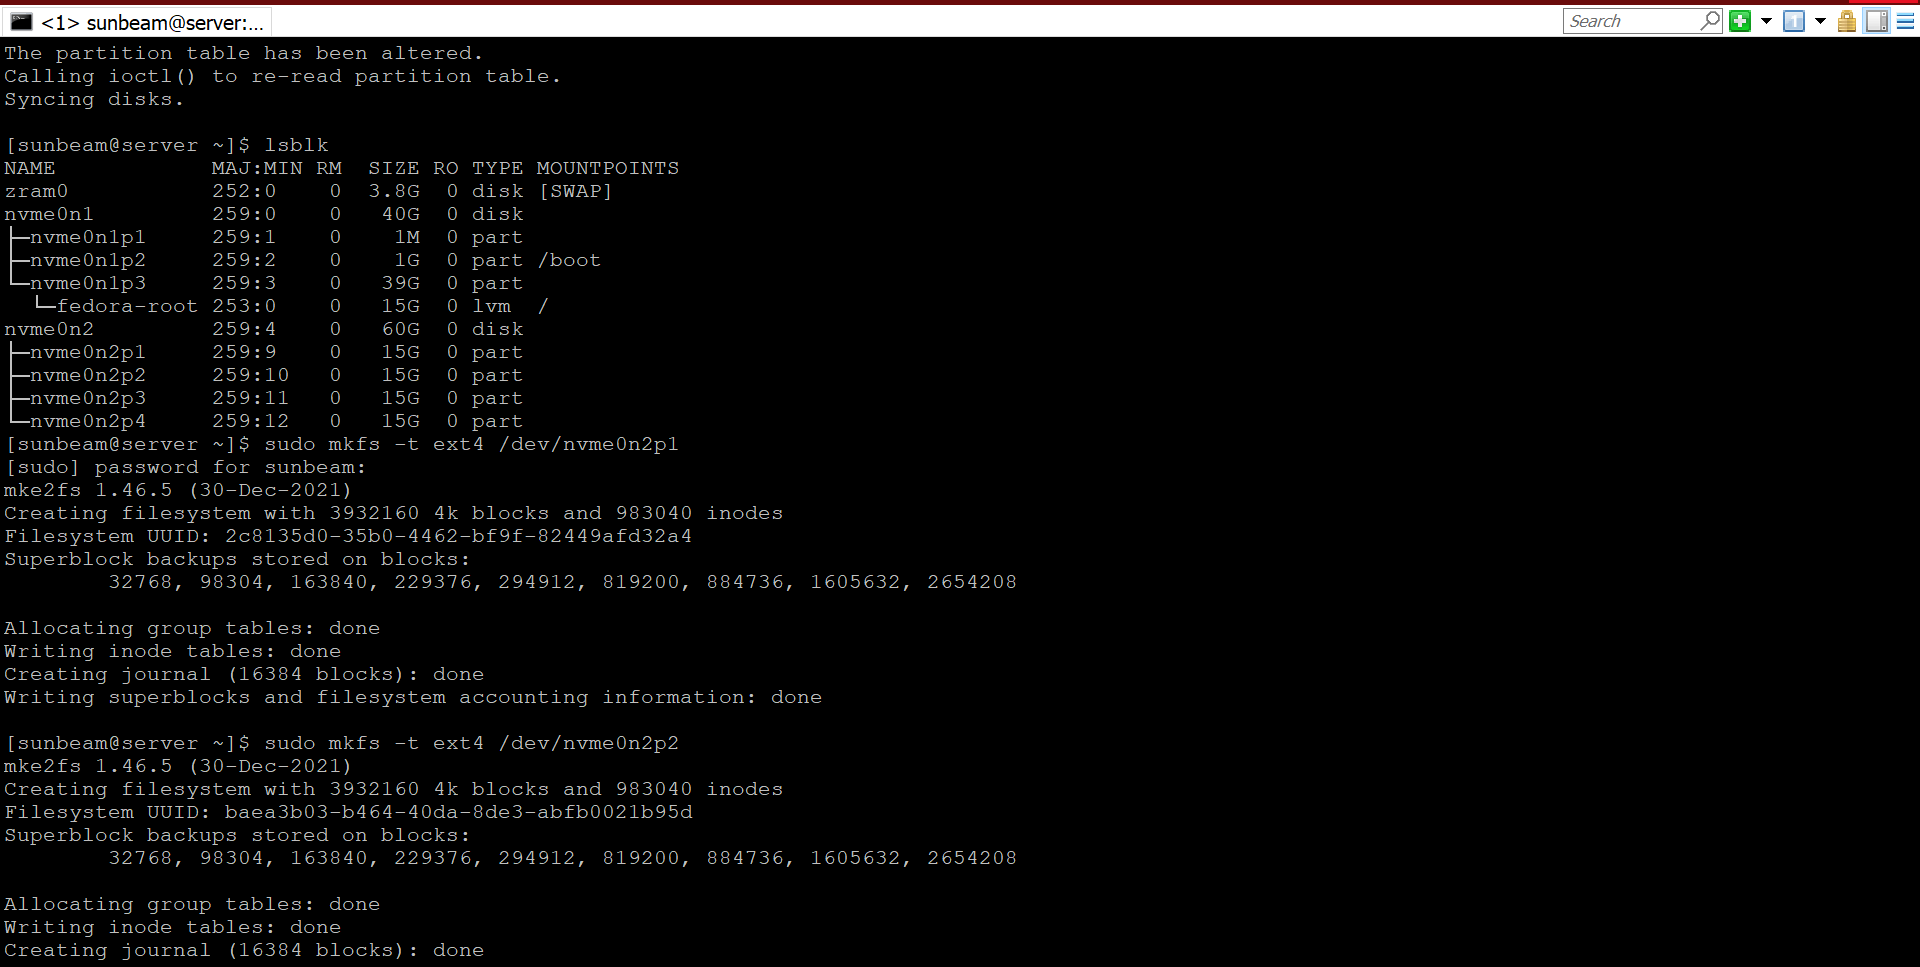 <1> sunbeam@server:...
Search
The partition table has been altered.
Calling ioctl() to re-read partition table.
Syncing disks.
[sunbeam@server ~]$ lsblk
NAME            MAJ:MIN RM  SIZE RO TYPE MOUNTPOINTS
zram0           252:0    0  3.8G  0 disk [SWAP]
nvme0n1         259:0    0   40G  0 disk
├─nvme0n1p1     259:1    0    1M  0 part
├─nvme0n1p2     259:2    0    1G  0 part /boot
└─nvme0n1p3     259:3    0   39G  0 part
  └─fedora-root 253:0    0   15G  0 lvm  /
nvme0n2         259:4    0   60G  0 disk
├─nvme0n2p1     259:9    0   15G  0 part
├─nvme0n2p2     259:10   0   15G  0 part
├─nvme0n2p3     259:11   0   15G  0 part
└─nvme0n2p4     259:12   0   15G  0 part
[sunbeam@server ~]$ sudo mkfs -t ext4 /dev/nvme0n2p1
[sudo] password for sunbeam:
mke2fs 1.46.5 (30-Dec-2021)
Creating filesystem with 3932160 4k blocks and 983040 inodes
Filesystem UUID: 2c8135d0-35b0-4462-bf9f-82449afd32a4
Superblock backups stored on blocks:
        32768, 98304, 163840, 229376, 294912, 819200, 884736, 1605632, 2654208
Allocating group tables: done
Writing inode tables: done
Creating journal (16384 blocks): done
Writing superblocks and filesystem accounting information: done
[sunbeam@server ~]$ sudo mkfs -t ext4 /dev/nvme0n2p2
mke2fs 1.46.5 (30-Dec-2021)
Creating filesystem with 3932160 4k blocks and 983040 inodes
Filesystem UUID: baea3b03-b464-40da-8de3-abfb0021b95d
Superblock backups stored on blocks:
        32768, 98304, 163840, 229376, 294912, 819200, 884736, 1605632, 2654208
Allocating group tables: done
Writing inode tables: done
Creating journal (16384 blocks): done